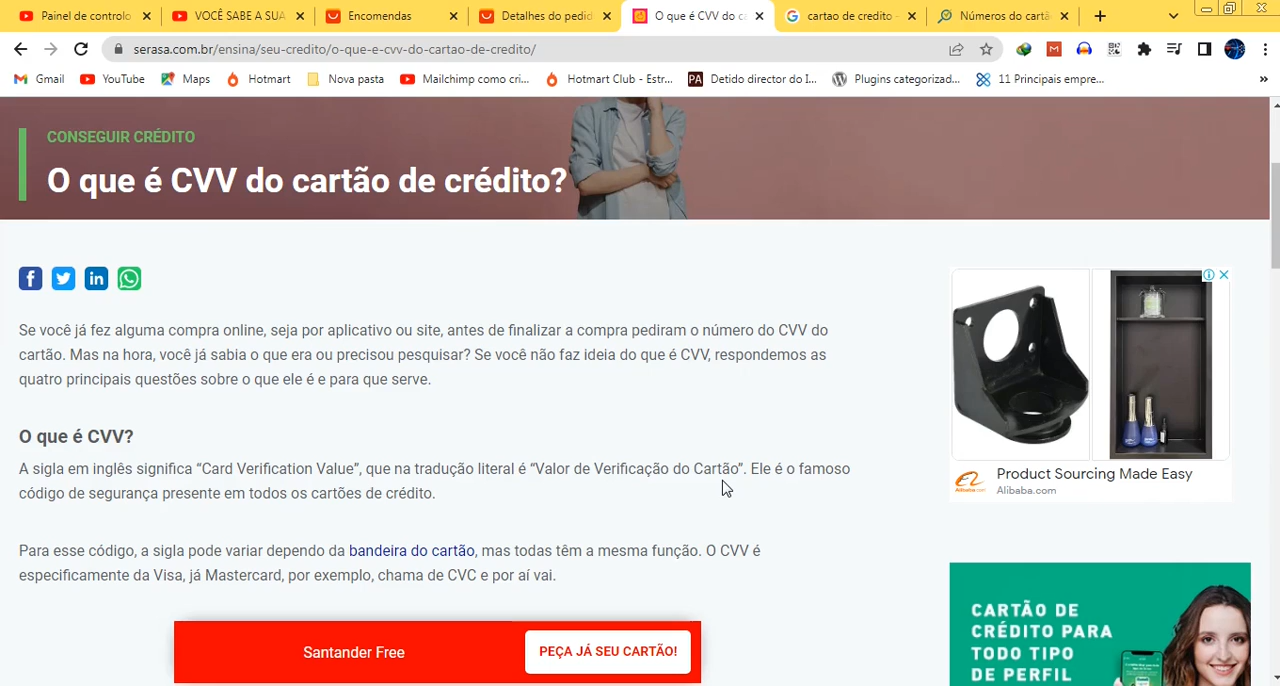 Painel de controlo
VOCÊ SABE A SUA
Encomendas
Detalhes do pedid
O que é CVV do ca
cartao de credito -
Números do cartã
serasa.com.br/ensina/seu-credito/o-que-e-cvv-do-cartao-de-credito/
Gmail
YouTube
Maps
Hotmart
Nova pasta
Mailchimp como cri...
Hotmart Club - Estr...
PA Detido director do I...
Plugins categorizad...
11 Principais empre...
CONSEGUIR CRÉDITO
O que é CVV do cartão de crédito?
Se você já fez alguma compra online, seja por aplicativo ou site, antes de finalizar a compra pediram o número do CVV do
cartão. Mas na hora, você já sabia o que era ou precisou pesquisar? Se você não faz ideia do que é CVV, respondemos as
quatro principais questões sobre o que ele é e para que serve.
O que é CVV?
A sigla em inglês significa “Card Verification Value”, que na tradução literal é “Valor de Verificação do Cartão”. Ele é o famoso
código de segurança presente em todos os cartões de crédito.
Para esse código, a sigla pode variar dependo da bandeira do cartão, mas todas têm a mesma função. O CVV é
especificamente da Visa, já Mastercard, por exemplo, chama de CVC e por aí vai.
Santander Free
PEÇA JÁ SEU CARTÃO!
Product Sourcing Made Easy
Alibaba.com
Alibaba.com
CARTÃO DE
CRÉDITO PARA
TODO TIPO
DE PERFIL